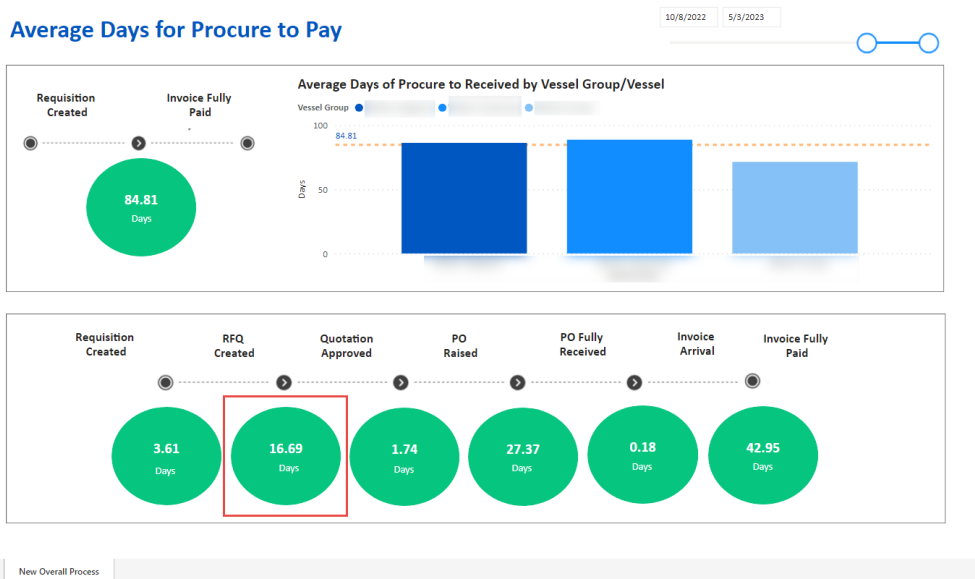 10/8/2022 5/3/2023
Average Days for Procure to Pay
Requisition
Created
Invoice Fully
Paid
84.81
Days
Average Days of Procure to Received by Vessel Group/Vessel
Vessel Group
100
84.81
Days
50
0
Requisition
Created
RFQ
Created
Quotation
Approved
PO
Raised
PO Fully
Received
Invoice
Arrival
Invoice Fully
Paid
3.61
Days
16.69
Days
1.74
Days
27.37
Days
0.18
Days
42.95
Days
New Overall Process